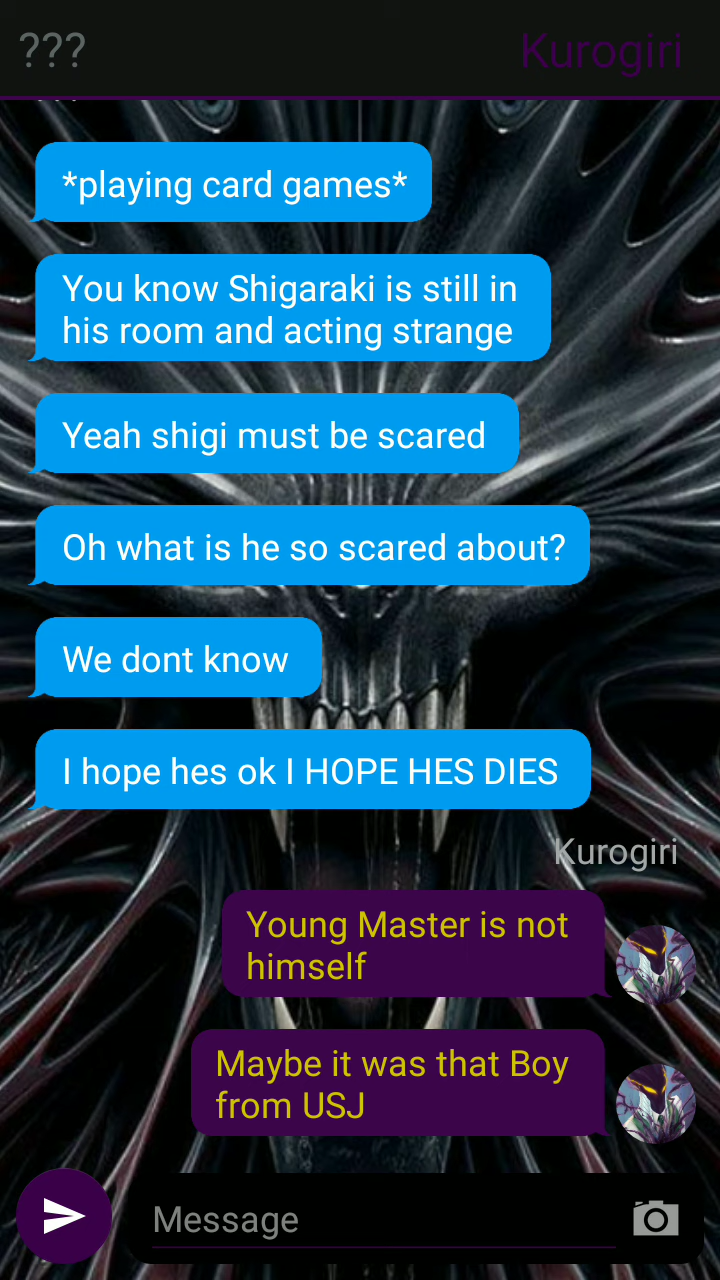 ???
Kurogiri
*playing card games*
You know Shigaraki is still in
his room and acting strange
Yeah shigi must be scared
Oh what is he so scared about?
We dont know
I hope hes ok I HOPE HES DIES
Kurogiri
Young Master is not
himself
Maybe it was that Boy
from USJ
Message